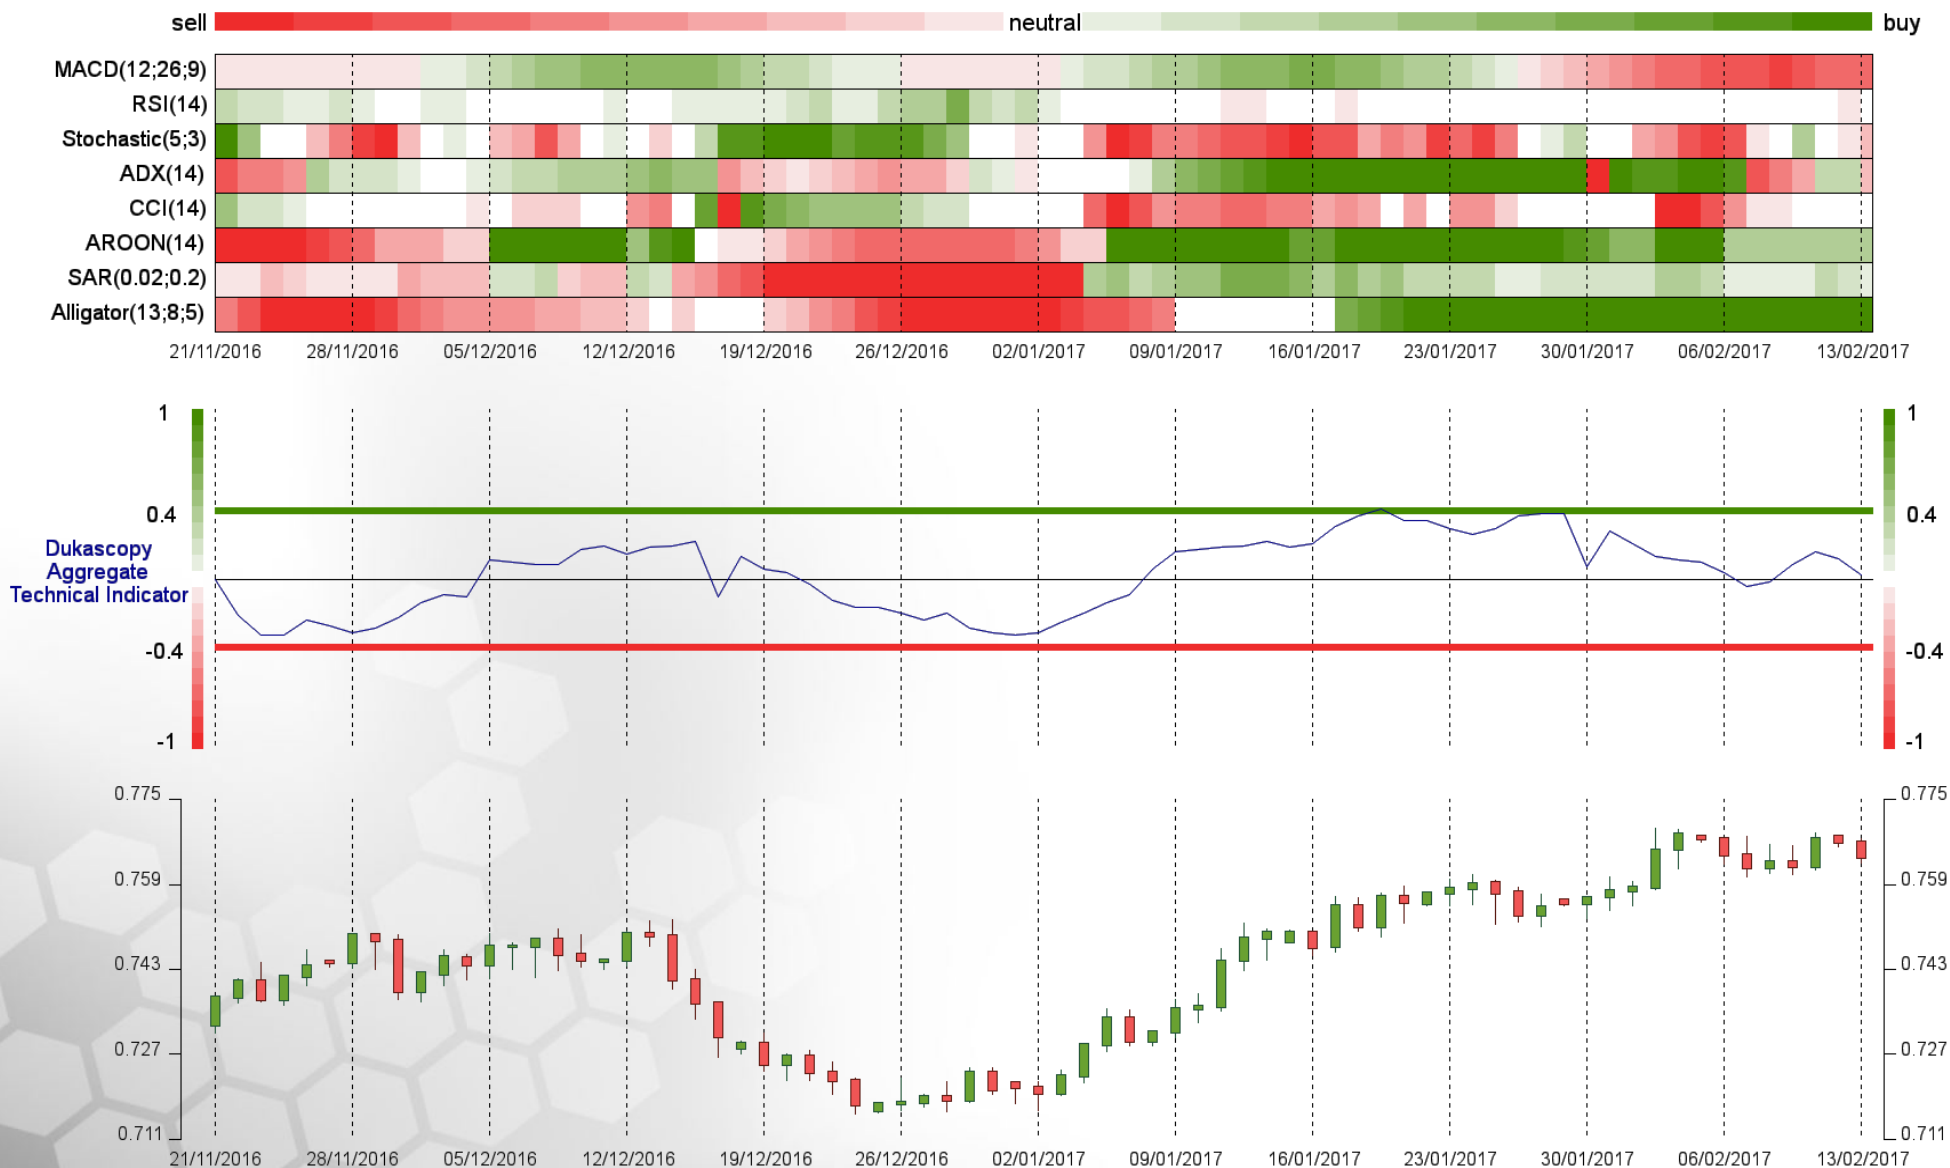 sell neutral buy
MACD(12;26;9)
RSI(14)
Stochastic(5;3)
ADX(14)
CCI(14)
AROON(14)
SAR(0.02;0.2)
Alligator(13;8;5)
21/11/2016 28/11/2016 05/12/2016 12/12/2016 19/12/2016 26/12/2016 02/01/2017 09/01/2017 16/01/2017 23/01/2017 30/01/2017 06/02/2017 13/02/2017
1 1
0.4 0.4
Dukascopy
Aggregate
Technical Indicator
-0.4 -0.4
-1 -1
0.775 0.775
0.759 0.759
0.743 0.743
0.727 0.727
0.711 0.711
21/11/2016 28/11/2016 05/12/2016 12/12/2016 19/12/2016 26/12/2016 02/01/2017 09/01/2017 16/01/2017 23/01/2017 30/01/2017 06/02/2017 13/02/2017